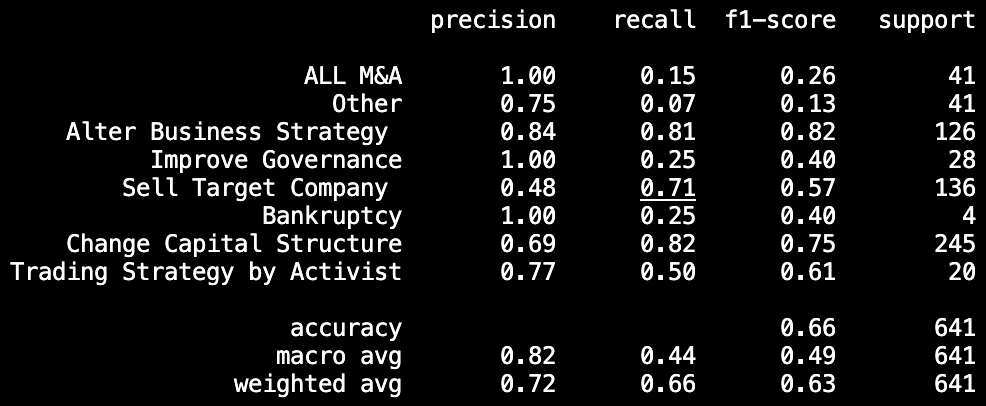 precision recall f1-score support
ALL M&A 1.00 0.15 0.26 41
Other 0.75 0.07 0.13 41
Alter Business Strategy 0.84 0.81 0.82 126
Improve Governance 1.00 0.25 0.40 28
Sell Target Company 0.48 0.71 0.57 136
Bankruptcy 1.00 0.25 0.40 4
Change Capital Structure 0.69 0.82 0.75 245
Trading Strategy by Activist 0.77 0.50 0.61 20
accuracy 0.66 641
macro avg 0.82 0.44 0.49 641
weighted avg 0.72 0.66 0.63 641